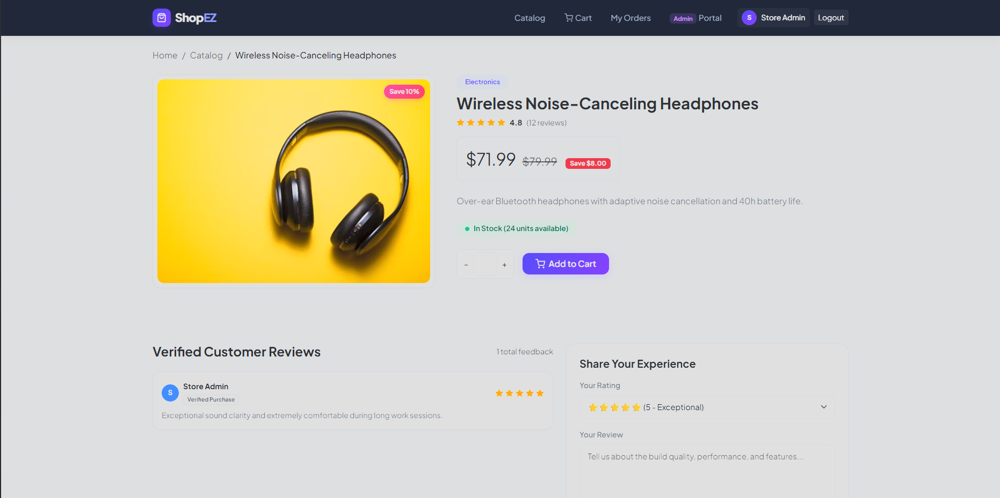 ShopEZ
Catalog
Cart
My Orders
Admin Portal
S
Store Admin
Logout
Home / Catalog / Wireless Noise-Canceling Headphones
Save 10%
Electronics
Wireless Noise-Canceling Headphones
4.8 (12 reviews)
$71.99 $79.99 Save $8.00
Over-ear Bluetooth headphones with adaptive noise cancellation and 40h battery life.
In Stock (24 units available)
- +
Add to Cart
Verified Customer Reviews
1 total feedback
S
Store Admin
Verified Purchase
Exceptional sound clarity and extremely comfortable during long work sessions.
Share Your Experience
Your Rating
⭐⭐⭐⭐⭐ (5 - Exceptional)
Your Review
Tell us about the build quality, performance, and features...